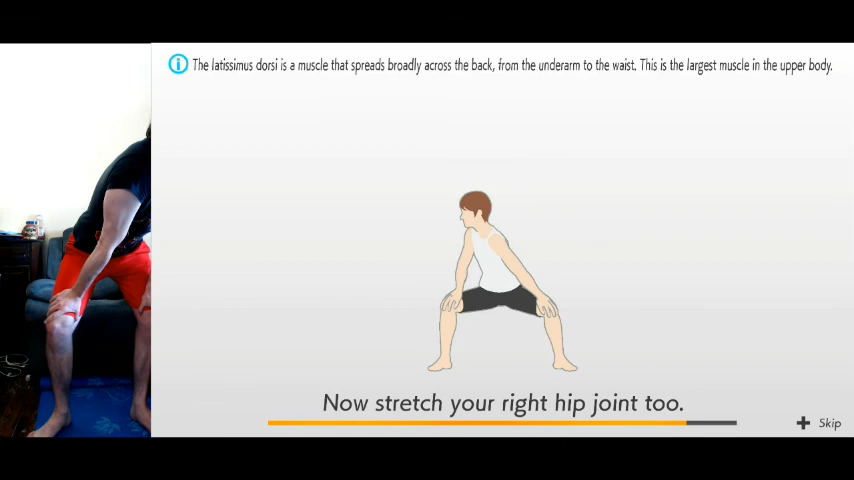 The latissimus dorsi is a muscle that spreads broadly across the back, from the underarm to the waist. This is the largest muscle in the upper body.
Now stretch your right hip joint too.
Skip